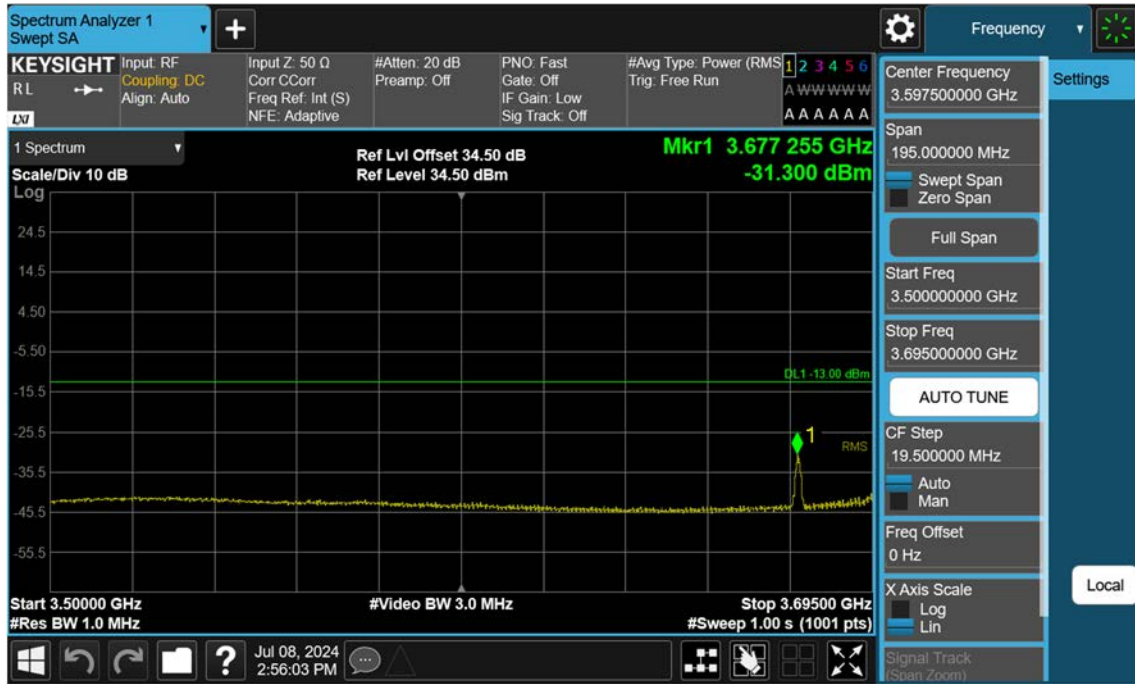 Spectrum Analyzer 1
Swept SA
+
Frequency
KEYSIGHT
RL
LXI
Input: RF
Coupling: DC
Align: Auto
Input Z: 50 Ω
Corr CCorr
Freq Ref: Int (S)
NFE: Adaptive
#Atten: 20 dB
Preamp: Off
PNO: Fast
Gate: Off
IF Gain: Low
Sig Track: Off
#Avg Type: Power (RMS
Trig: Free Run
1 2 3 4 5 6
A W W W W W
A A A A A A
1 Spectrum
Scale/Div 10 dB
Ref Lvl Offset 34.50 dB
Ref Level 34.50 dBm
Mkr1 3.677 255 GHz
-31.300 dBm
Log
24.5
14.5
4.50
-5.50
-15.5
-25.5
-35.5
-45.5
-55.5
DL1 -13.00 dBm
1
RMS
Start 3.50000 GHz
#Res BW 1.0 MHz
#Video BW 3.0 MHz
Stop 3.69500 GHz
#Sweep 1.00 s (1001 pts)
Center Frequency
3.597500000 GHz
Span
195.000000 MHz
Swept Span
Zero Span
Full Span
Start Freq
3.500000000 GHz
Stop Freq
3.695000000 GHz
AUTO TUNE
CF Step
19.500000 MHz
Auto
Man
Freq Offset
0 Hz
X Axis Scale
Log
Lin
Signal Track
(Span Zoom)
Settings
Local
?
Jul 08, 2024
2:56:03 PM